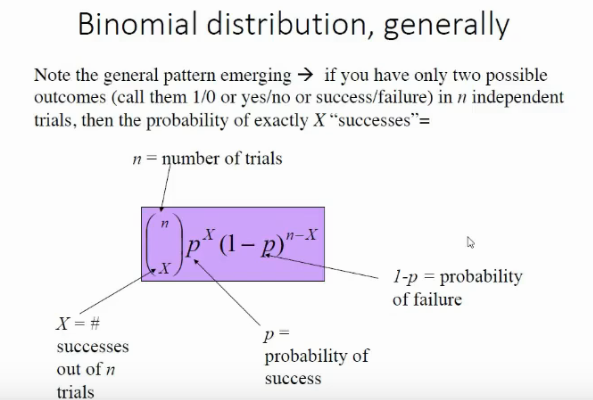 Binomial distribution, generally
Note the general pattern emerging → if you have only two possible
outcomes (call them 1/0 or yes/no or success/failure) in n independent
trials, then the probability of exactly X “successes”=
n = number of trials
(n X) p^X (1 − p)^{n−X}
1-p = probability
of failure
X = #
successes
out of n
trials
p =
probability of
success